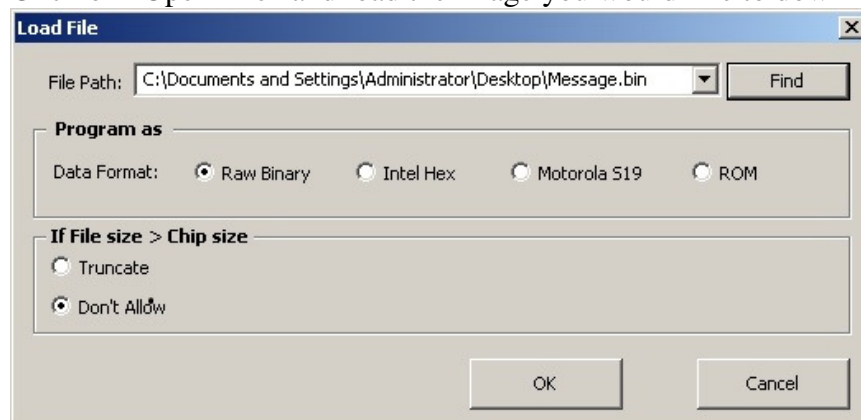 Load File
File Path: C:\Documents and Settings\Administrator\Desktop\Message.bin Find
Program as
Data Format: Raw Binary Intel Hex Motorola S19 ROM
If File size > Chip size
Truncate
Don't Allow
OK Cancel